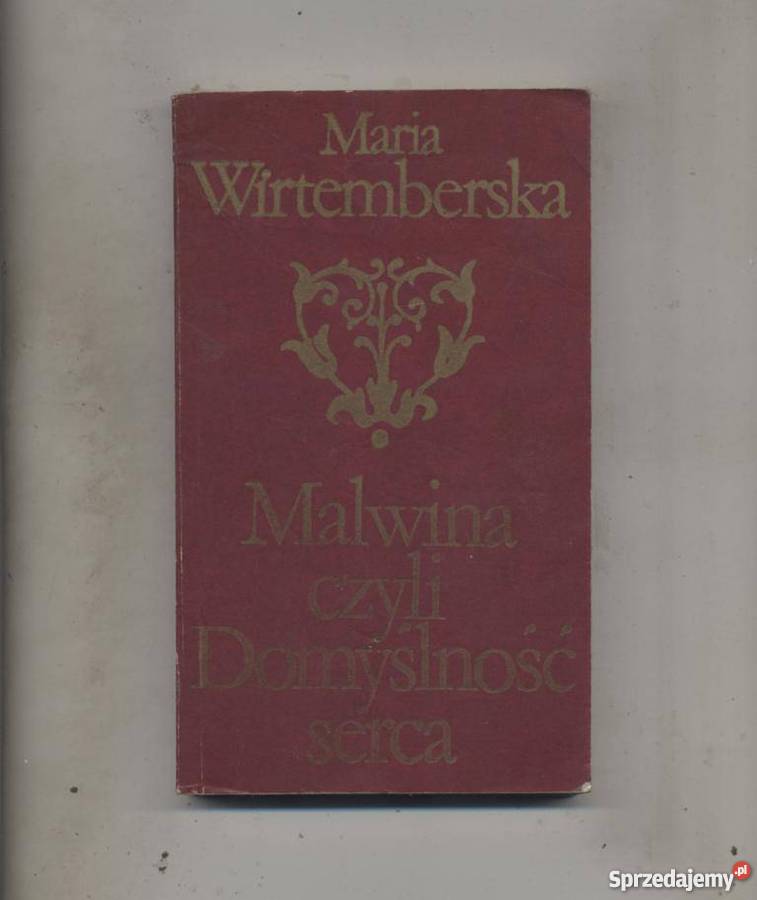 Maria
Wirtemberska
Malwina
czyli
Domyślność
serca
Sprzedajemy.pl